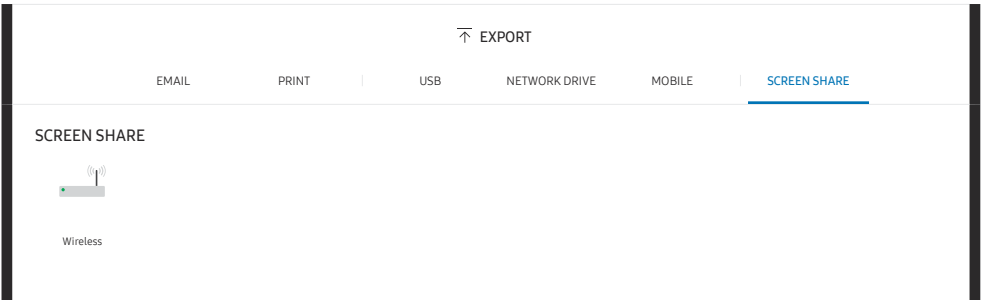 EXPORT
EMAIL PRINT USB NETWORK DRIVE MOBILE SCREEN SHARE
SCREEN SHARE
Wireless